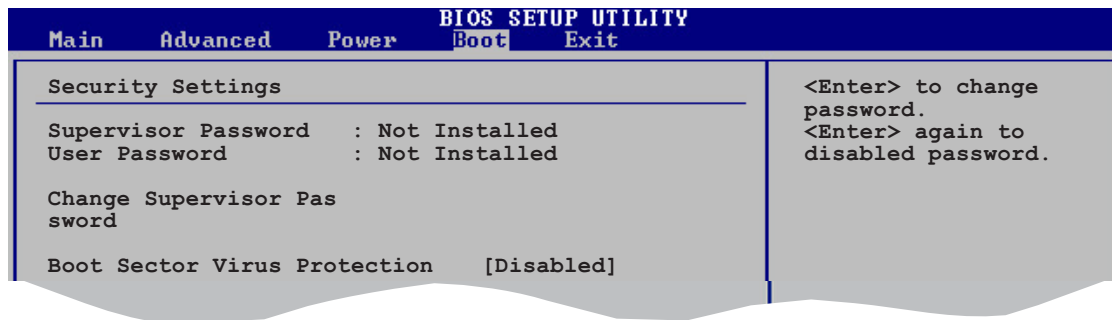 BIOS SETUP UTILITY
Main Advanced Power Boot Exit
Security Settings
Supervisor Password : Not Installed
User Password : Not Installed
Change Supervisor Pas
sword
Boot Sector Virus Protection [Disabled]
<Enter> to change
password.
<Enter> again to
disabled password.